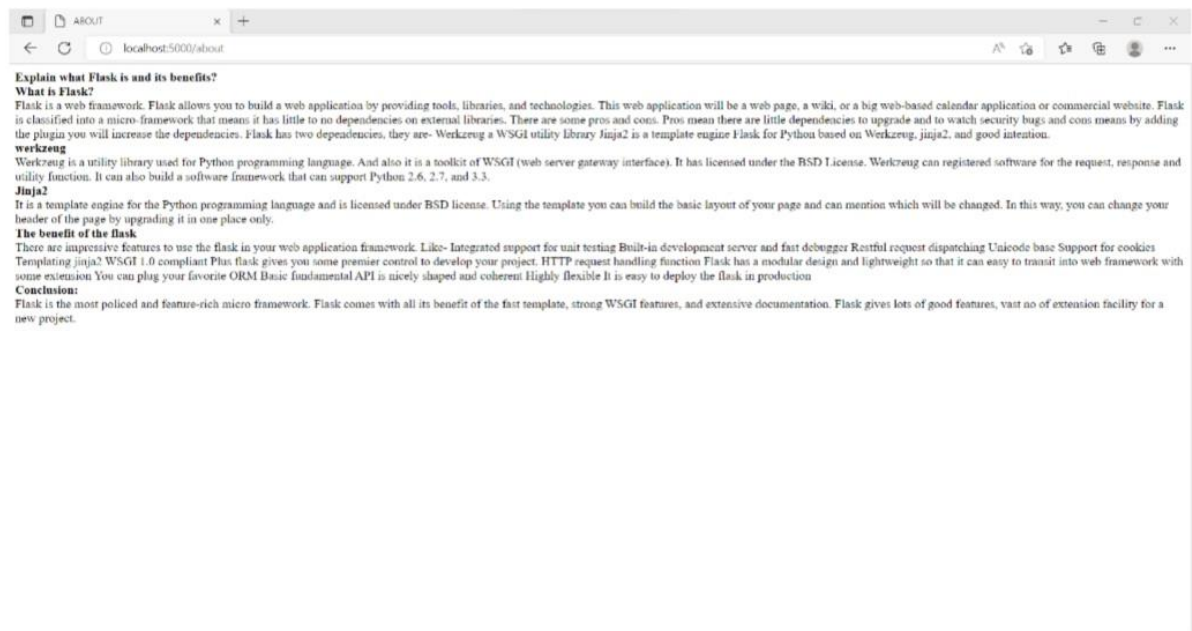 ABOUT
localhost:5000/about
Explain what Flask is and its benefits?
What is Flask?
Flask is a web framework. Flask allows you to build a web application by providing tools, libraries, and technologies. This web application will be a web page, a wiki, or a big web-based calendar application or commercial website. Flask
is classified into a micro-framework that means it has little to no dependencies on external libraries. There are some pros and cons. Pros mean there are little dependencies to upgrade and to watch security bugs and cons means by adding
the plugin you will increase the dependencies. Flask has two dependencies, they are- Werkzeug a WSGI utility library Jinja2 is a template engine Flask for Python based on Werkzeug, jinja2, and good intention.
werkzeug
Werkzeug is a utility library used for Python programming language. And also it is a toolkit of WSGI (web server gateway interface). It has licensed under the BSD License. Werkzeug can registered software for the request, response and
utility function. It can also build a software framework that can support Python 2.6, 2.7, and 3.3.
Jinja2
It is a template engine for the Python programming language and is licensed under BSD license. Using the template you can build the basic layout of your page and can mention which will be changed. In this way, you can change your
header of the page by upgrading it in one place only.
The benefit of the flask
There are impressive features to use the flask in your web application framework. Like- Integrated support for unit testing Built-in development server and fast debugger Restful request dispatching Unicode base Support for cookies
Templating jinja2 WSGI 1.0 compliant Plus flask gives you some premier control to develop your project. HTTP request handling function Flask has a modular design and lightweight so that it can easy to transit into web framework with
some extension You can plug your favorite ORM Basic fundamental API is nicely shaped and coherent Highly flexible It is easy to deploy the flask in production
Conclusion:
Flask is the most policed and feature-rich micro framework. Flask comes with all its benefit of the fast template, strong WSGI features, and extensive documentation. Flask gives lots of good features, vast no of extension facility for a
new project.